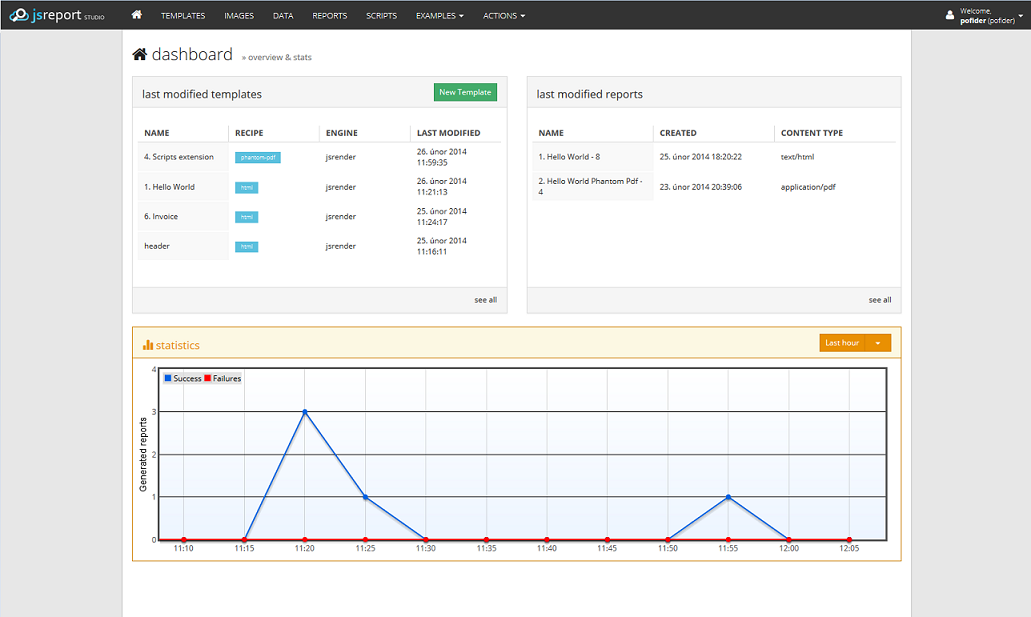 jsreport STUDIO TEMPLATES IMAGES DATA REPORTS SCRIPTS EXAMPLES ACTIONS Welcome, pofider (pofider)
dashboard » overview & stats
last modified templates New Template
NAME RECIPE ENGINE LAST MODIFIED
4. Scripts extension phantom-pdf jsrender 26. únor 2014 11:59:35
1. Hello World html jsrender 26. únor 2014 11:21:13
6. Invoice html jsrender 25. únor 2014 11:24:17
header html jsrender 25. únor 2014 11:16:11
see all
last modified reports
NAME CREATED CONTENT TYPE
1. Hello World - 8 25. únor 2014 18:20:22 text/html
2. Hello World Phantom Pdf - 4 23. únor 2014 20:39:06 application/pdf
see all
statistics Last hour
Success Failures
Generated reports
4
3
2
1
0
11:10 11:15 11:20 11:25 11:30 11:35 11:40 11:45 11:50 11:55 12:00 12:05